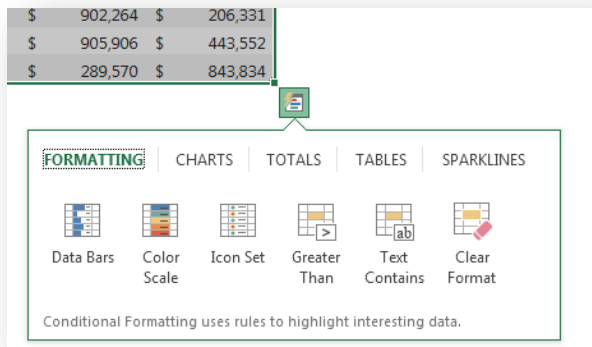 $ 902,264 $ 206,331
$ 905,906 $ 443,552
$ 289,570 $ 843,834
FORMATTING CHARTS TOTALS TABLES SPARKLINES
> ab
Data Bars Color Icon Set Greater Text Clear
Scale Than Contains Format
Conditional Formatting uses rules to highlight interesting data.